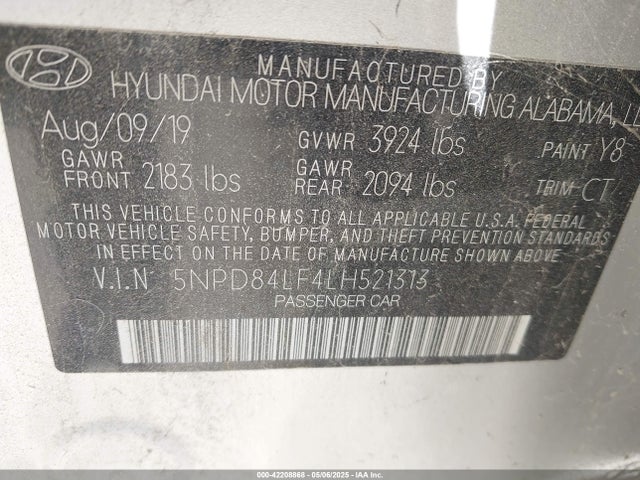 MANUFACTURED BY
HYUNDAI MOTOR MANUFACTURING ALABAMA, LL
Aug/09/19 GVWR 3924 lbs PAINT Y8
GAWR FRONT 2183 lbs GAWR REAR 2094 lbs TRIM CT
THIS VEHICLE CONFORMS TO ALL APPLICABLE U.S.A. FEDERAL
MOTOR VEHICLE SAFETY, BUMPER, AND THEFT PREVENTION STANDARDS
IN EFFECT ON THE DATE OF MANUFACTURE SHOWN ABOVE.
V.I.N 5NPD84LF4LH521313
PASSENGER CAR
000-42208868 05/06/2025 IAA Inc.